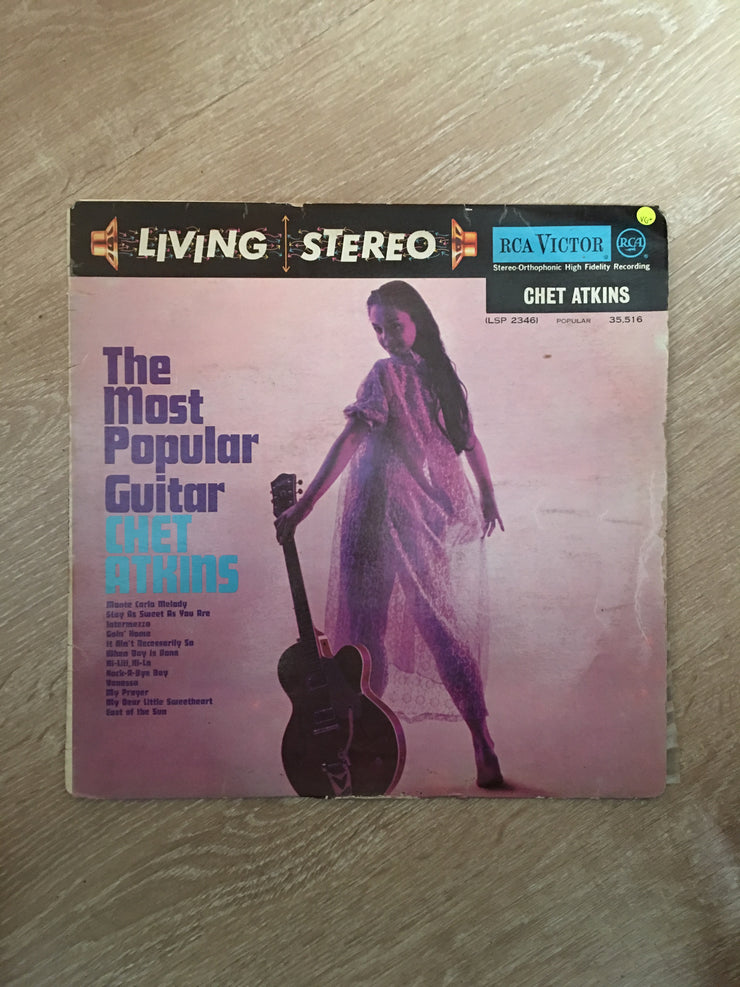 VG+
LIVING STEREO
RCA VICTOR
RCA
Stereo-Orthophonic High Fidelity Recording
CHET ATKINS
(LSP 2346) POPULAR 35.516
The
Most
Popular
Guitar
CHET
ATKINS
Monte Carlo Melody
Stay As Sweet As You Are
Intermezzo
Goin' Home
It Ain't Necessarily So
When Day Is Done
Hi-Lili, Hi-Lo
Rock-A-Bye Bay
Vanessa
My Prayer
My Dear Little Sweetheart
East of the Sun